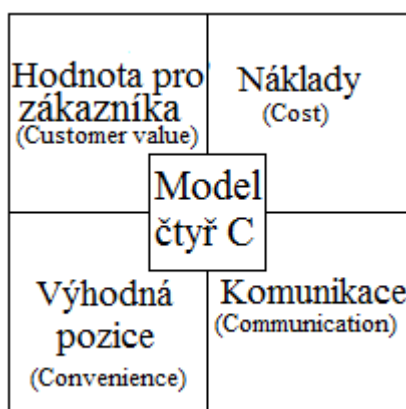 Hodnota pro
zákazníka
(Customer value)
Náklady
(Cost)
Model
čtyř C
Výhodná
pozice
(Convenience)
Komunikace
(Communication)